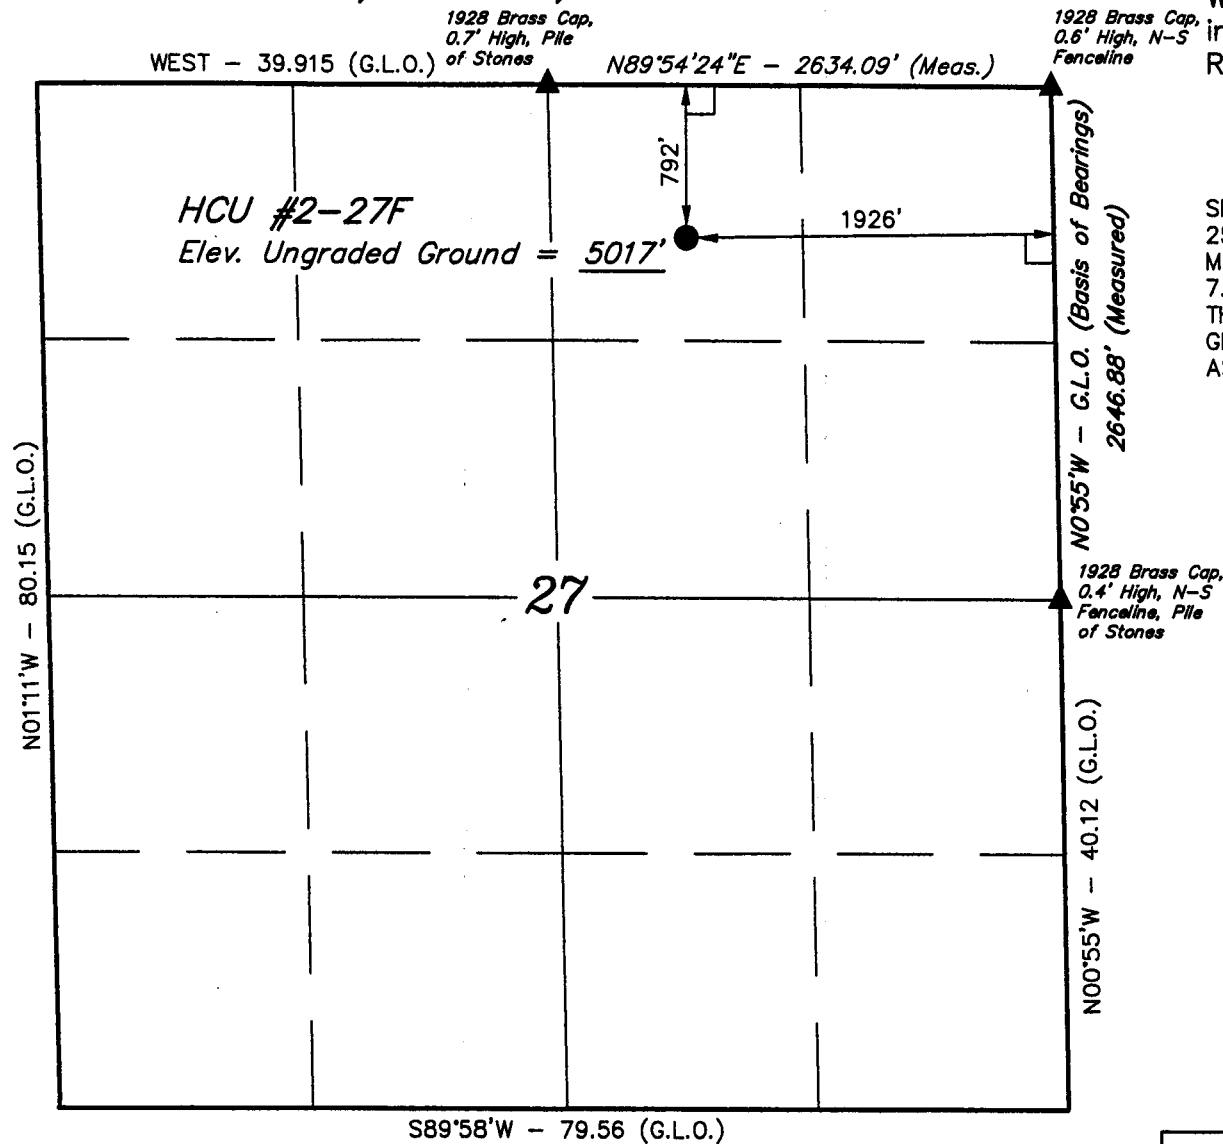 1928 Brass Cap,
0.7' High, Pile
of Stones
1928 Brass Cap,
0.6' High, N-S
Fenceline
WEST - 39.915 (G.L.O.)
N89°54'24"E - 2634.09' (Meas.)
792'
1926'
HCU #2-27F
Elev. Ungraded Ground = 5017'
N0°55'W - G.L.O. (Basis of Bearings)
2646.88' (Measured)
N01°11'W - 80.15 (G.L.O.)
27
1928 Brass Cap,
0.4' High, N-S
Fenceline, Pile
of Stones
N00°55'W - 40.12 (G.L.O.)
S89°58'W - 79.56 (G.L.O.)